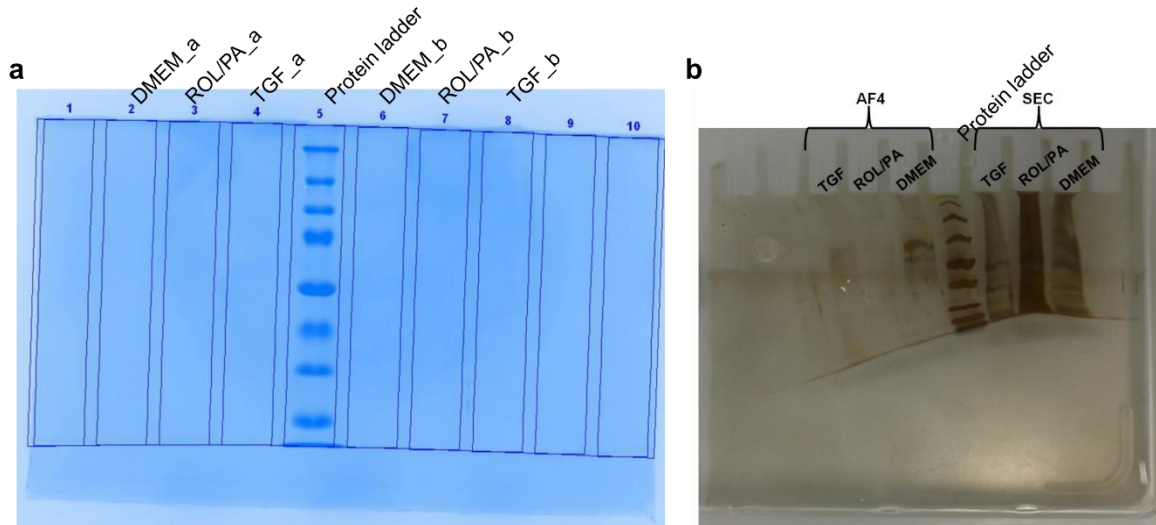 a
DMEM_a
ROL/PA_a
TGF_a
Protein ladder
DMEM_b
ROL/PA_b
TGF_b
1 2 3 4 5 6 7 8 9 10
b
AF4
Protein ladder
SEC
TGF
ROL/PA
DMEM
TGF
ROL/PA
DMEM